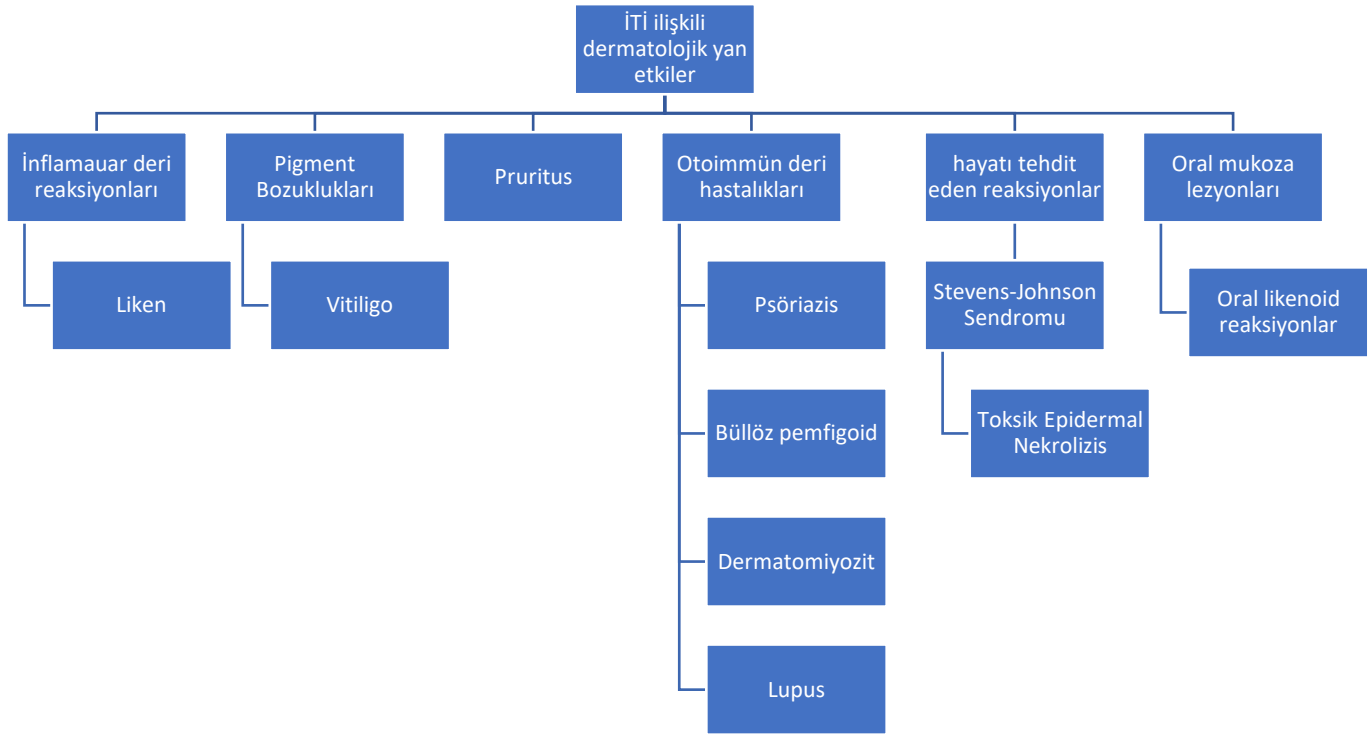 İTİ ilişkili
dermatolojik yan
etkiler
İnflamauar deri
reaksiyonları
Pigment
Bozuklukları
Pruritus
Otoimmün deri
hastalıkları
hayatı tehdit
eden reaksiyonlar
Oral mukoza
lezyonları
Liken
Vitiligo
Psöriazis
Büllöz pemfigoid
Dermatomiyozit
Lupus
Stevens-Johnson
Sendromu
Toksik Epidermal
Nekrolizis
Oral likenoid
reaksiyonlar